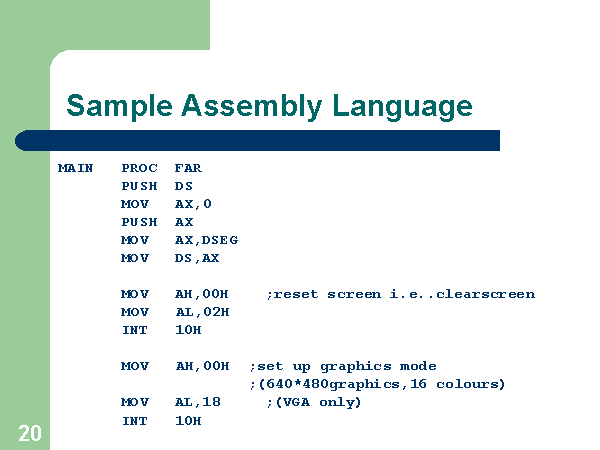 Sample Assembly Language
MAIN PROC FAR
PUSH DS
MOV AX,0
PUSH AX
MOV AX,DSEG
MOV DS,AX
MOV AH,00H ;reset screen i.e..clearscreen
MOV AL,02H
INT 10H
MOV AH,00H ;set up graphics mode
;(640*480graphics,16 colours)
MOV AL,18 ;(VGA only)
INT 10H
20